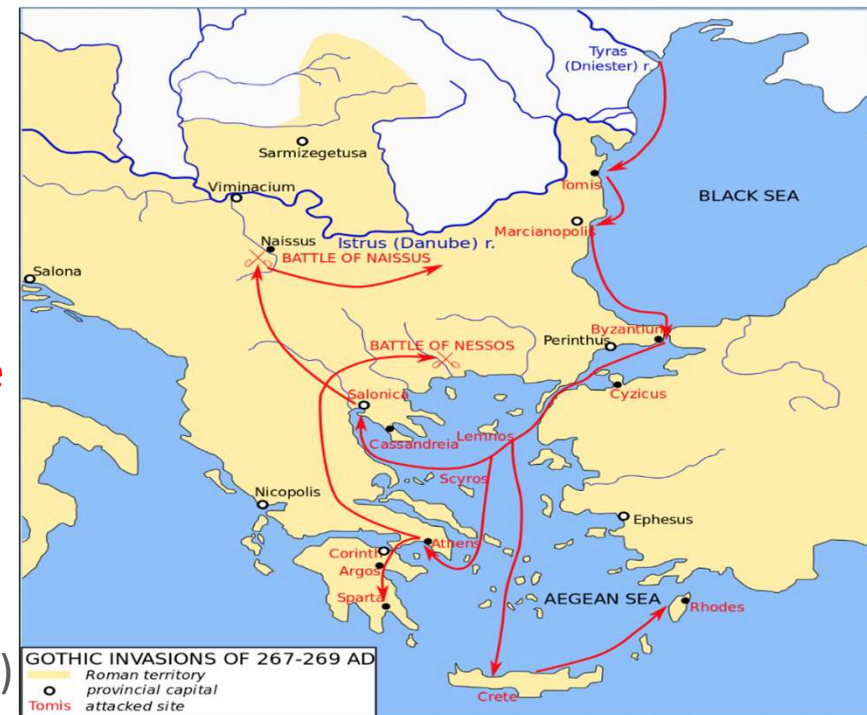 Tyras
(Dniester) r.
Sarmizegetusa
Tomis
BLACK SEA
Viminacium
Marcianopolis
Naissus
Istrus (Danube) r.
BATTLE OF NAISSUS
Salona
Byzantium
Perinthus
BATTLE OF NESSOS
e
Cyzicus
Salonica
Cassandreia
Lemnos
Scyros
Nicopolis
Ephesus
Athens
Corinth
Argos
Sparta
AEGEAN SEA
Rhodes
Crete
GOTHIC INVASIONS OF 267-269 AD
Roman territory
provincial capital
)
Tomis attacked site